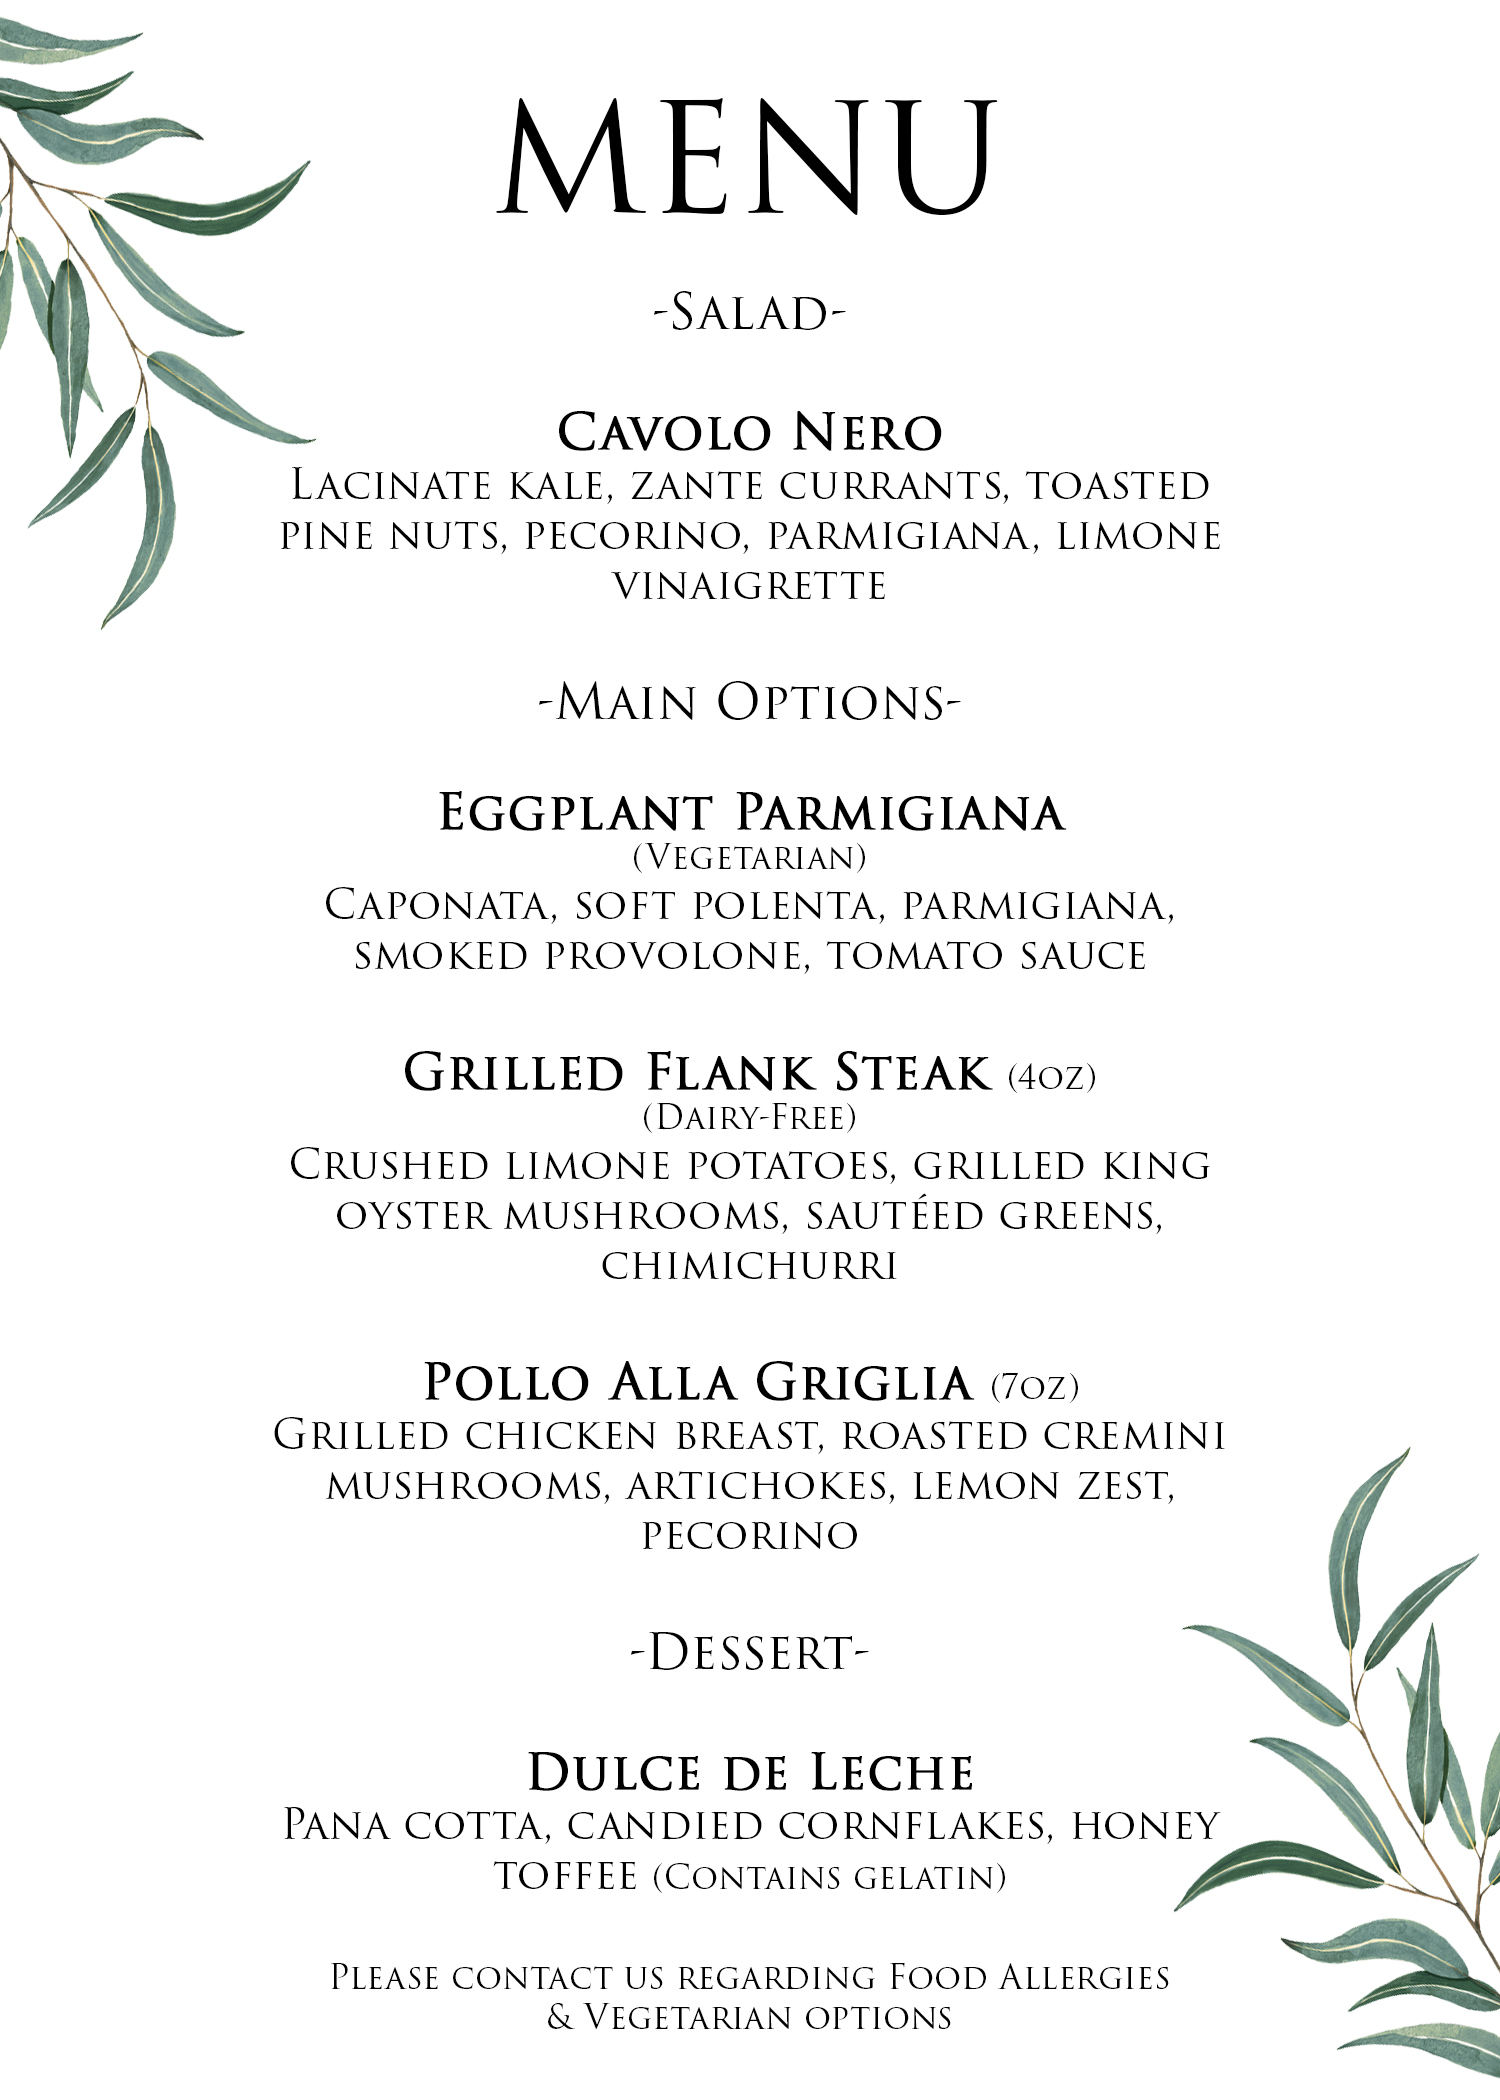 MENU
-Salad-
Cavolo Nero
Lacinate kale, zante currants, toasted
pine nuts, pecorino, parmigiana, limone
vinaigrette
-Main Options-
Eggplant Parmigiana
(Vegetarian)
Caponata, soft polenta, parmigiana,
smoked provolone, tomato sauce
Grilled Flank Steak (4oz)
(Dairy-Free)
Crushed limone potatoes, grilled king
oyster mushrooms, sautéed greens,
chimichurri
Pollo Alla Griglia (7oz)
Grilled chicken breast, roasted cremini
mushrooms, artichokes, lemon zest,
pecorino
-Dessert-
Dulce de Leche
Pana cotta, candied cornflakes, honey
toffee (Contains gelatin)
Please contact us regarding Food Allergies
& Vegetarian options